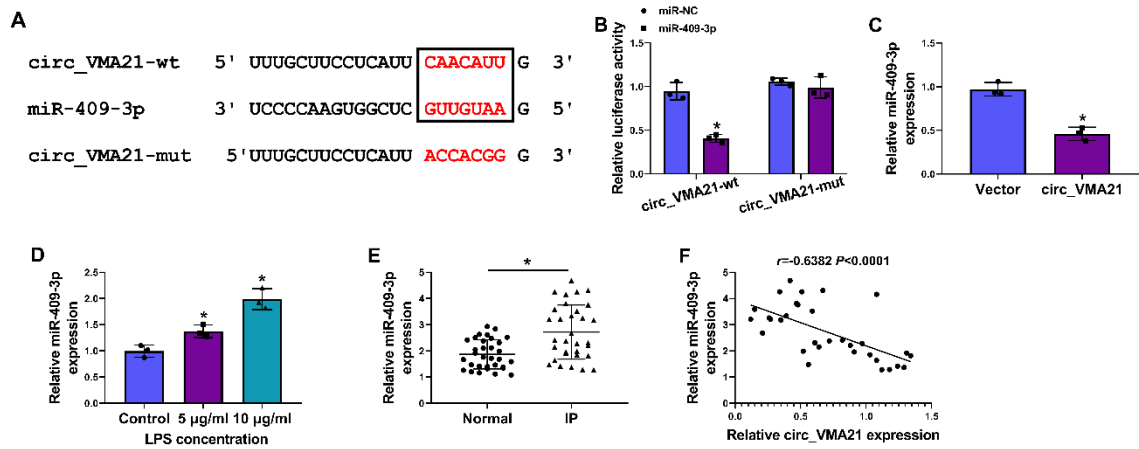 A
circ_VMA21-wt 5' UUUGCUUCCUCAUU CAACAUU G 3'
miR-409-3p 3' UCCCCAAGUGGCUC GUUGUAA G 5'
circ_VMA21-mut 5' UUUGCUUCCUCAUU ACCACGG G 3'
B
miR-NC
miR-409-3p
Relative luciferase activity
1.5
1.0
0.5
0.0
*
circ_VMA21-wt
circ_VMA21-mut
C
Relative miR-409-3p
expression
1.5
1.0
0.5
0.0
*
Vector circ_VMA21
D
Relative miR-409-3p
expression
2.5
2.0
1.5
1.0
0.5
0.0
*
*
Control 5 μg/ml 10 μg/ml
LPS concentration
E
Relative miR-409-3p
expression
5
4
3
2
1
0
*
Normal IP
F
r=-0.6382 P<0.0001
Relative miR-409-3p
expression
5
4
3
2
1
0
0.0 0.5 1.0 1.5
Relative circ_VMA21 expression